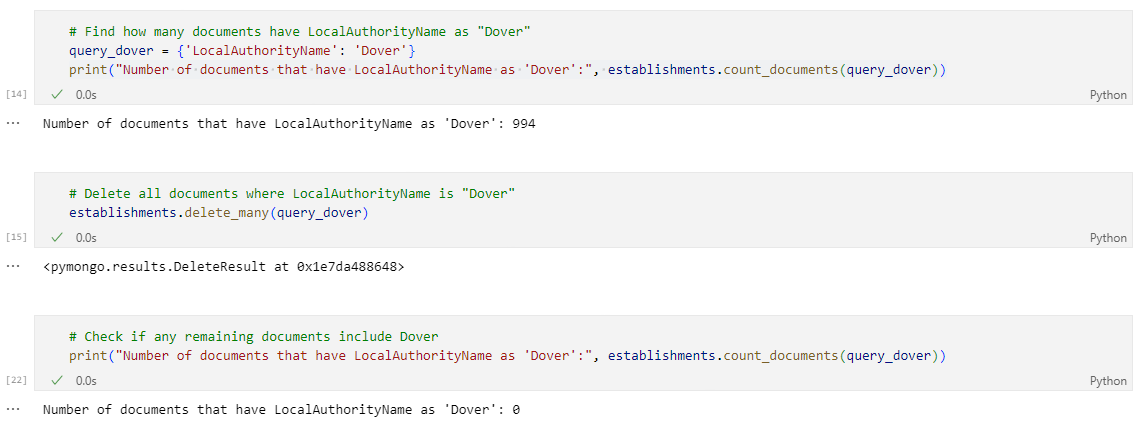 # Find how many documents have LocalAuthorityName as "Dover"
query_dover = {'LocalAuthorityName': 'Dover'}
print("Number of documents that have LocalAuthorityName as 'Dover':", establishments.count_documents(query_dover))
[14] ✓ 0.0s Python
... Number of documents that have LocalAuthorityName as 'Dover': 994
# Delete all documents where LocalAuthorityName is "Dover"
establishments.delete_many(query_dover)
[15] ✓ 0.0s Python
... <pymongo.results.DeleteResult at 0x1e7da488648>
# Check if any remaining documents include Dover
print("Number of documents that have LocalAuthorityName as 'Dover':", establishments.count_documents(query_dover))
[22] ✓ 0.0s Python
... Number of documents that have LocalAuthorityName as 'Dover': 0